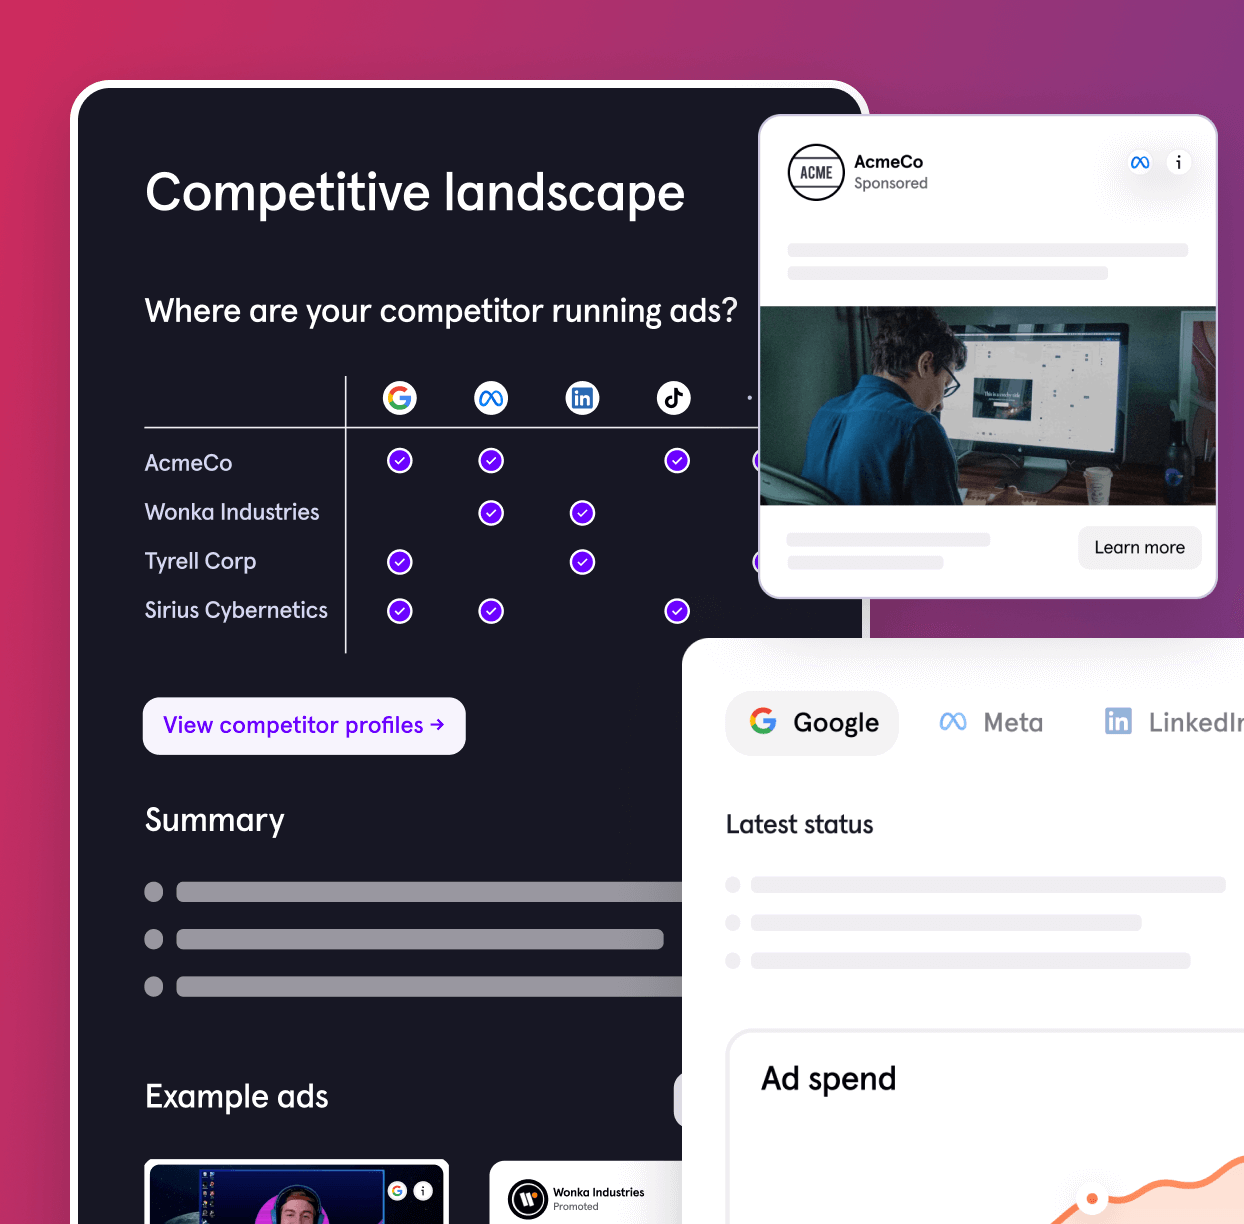 Competitive landscape
Where are your competitor running ads?
AcmeCo
Wonka Industries
Tyrell Corp
Sirius Cybernetics
View competitor profiles →
Summary
Example ads
Wonka Industries
Promoted
ACME
AcmeCo
Sponsored
Learn more
Google
Meta
LinkedIn
Latest status
Ad spend